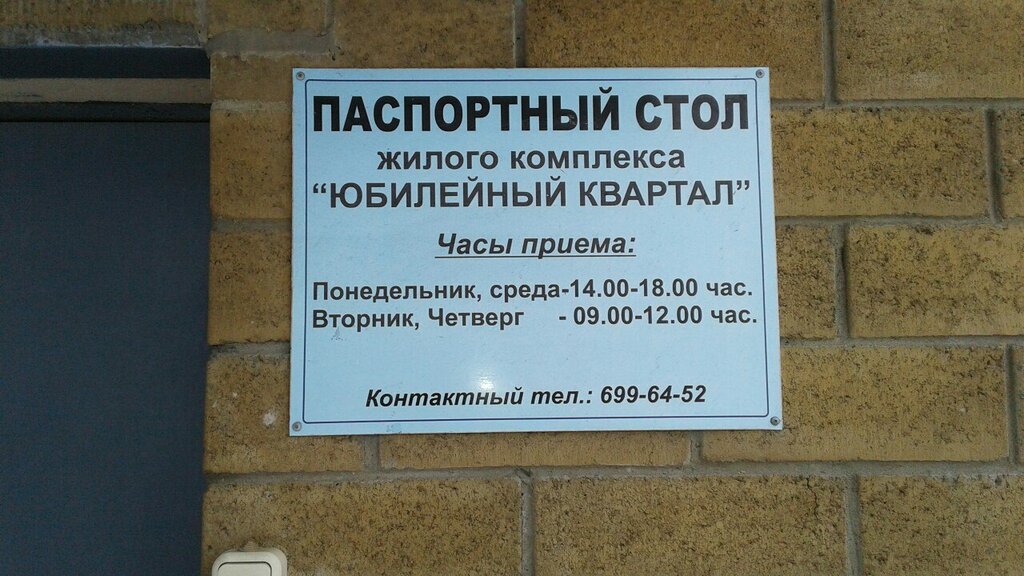 ПАСПОРТНЫЙ СТОЛ
жилого комплекса
“ЮБИЛЕЙНЫЙ КВАРТАЛ”
Часы приема:
Понедельник, среда-14.00-18.00 час.
Вторник, Четверг - 09.00-12.00 час.
Контактный тел.: 699-64-52